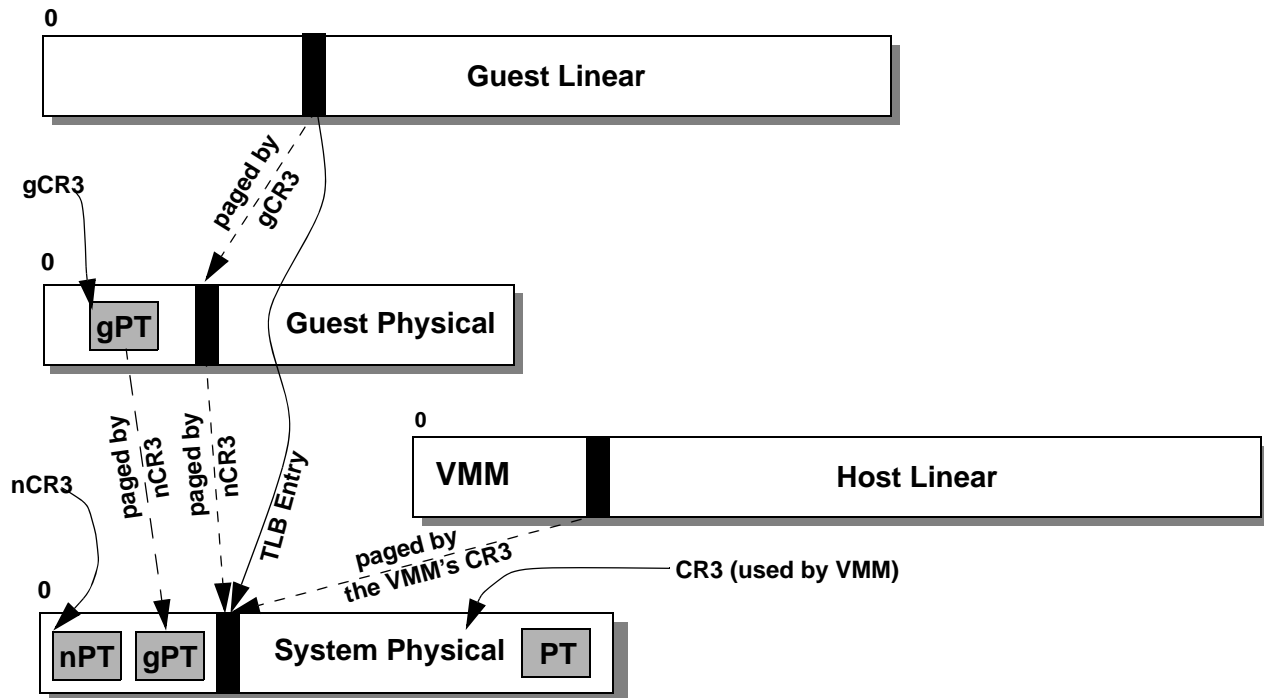 0
Guest Linear
paged by
gCR3
gCR3
0
gPT
Guest Physical
paged by
nCR3
paged by
nCR3
TLB Entry
0
VMM
Host Linear
nCR3
paged by
the VMM's CR3
CR3 (used by VMM)
0
nPT
gPT
System Physical
PT